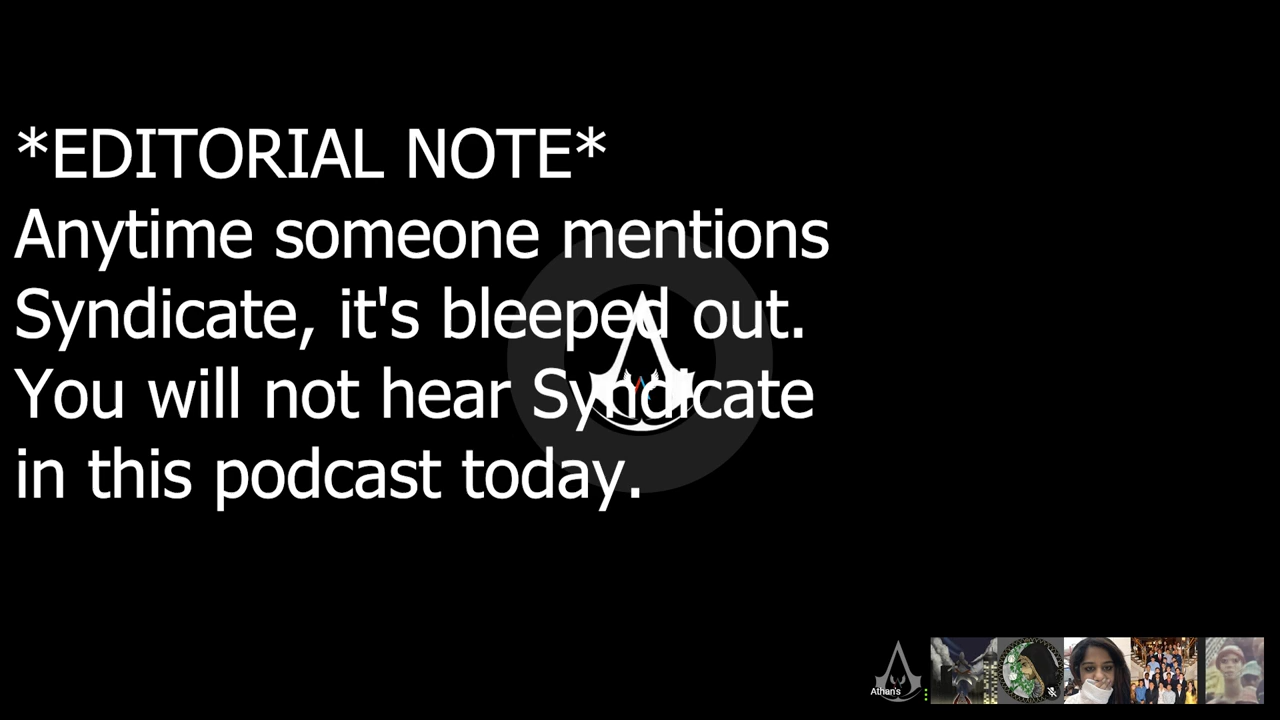 *EDITORIAL NOTE*
Anytime someone mentions
Syndicate, it's bleeped out.
You will not hear Syndicate
in this podcast today.
Athan's